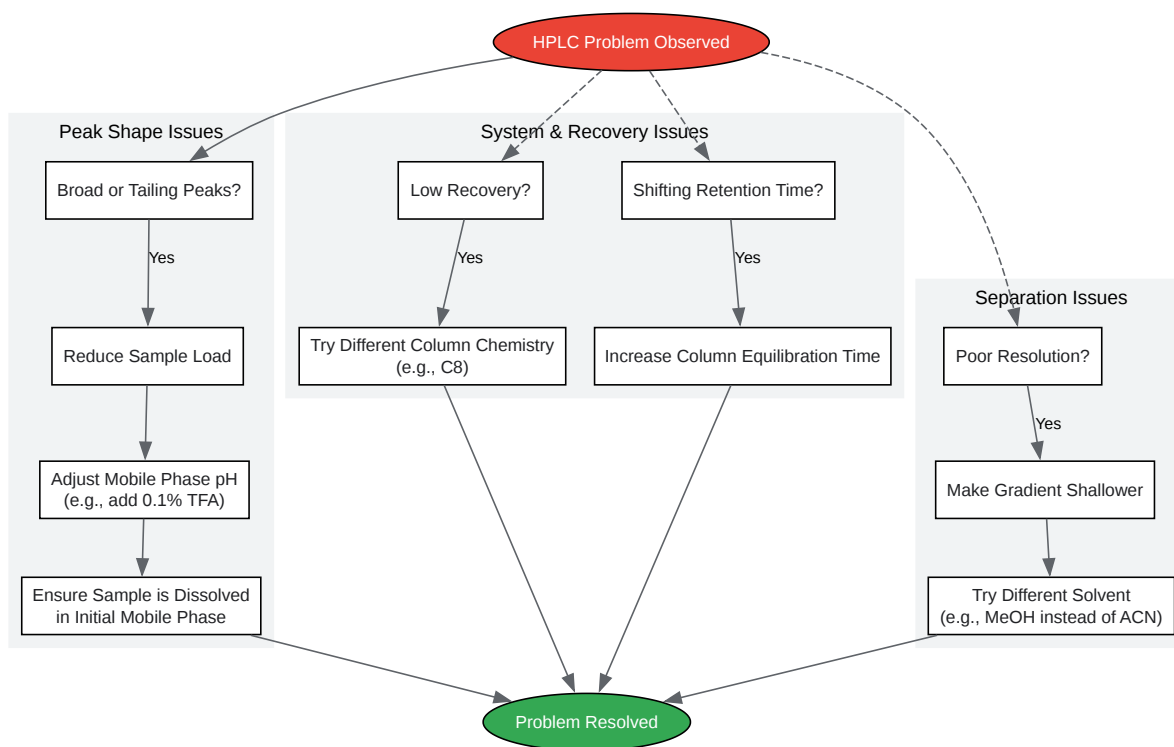 HPLC Problem Observed
Peak Shape Issues
Broad or Tailing Peaks?
Yes
Reduce Sample Load
Adjust Mobile Phase pH
(e.g., add 0.1% TFA)
Ensure Sample is Dissolved
in Initial Mobile Phase
System & Recovery Issues
Low Recovery?
Yes
Try Different Column Chemistry
(e.g., C8)
Shifting Retention Time?
Yes
Increase Column Equilibration Time
Separation Issues
Poor Resolution?
Yes
Make Gradient Shallower
Try Different Solvent
(e.g., MeOH instead of ACN)
Problem Resolved